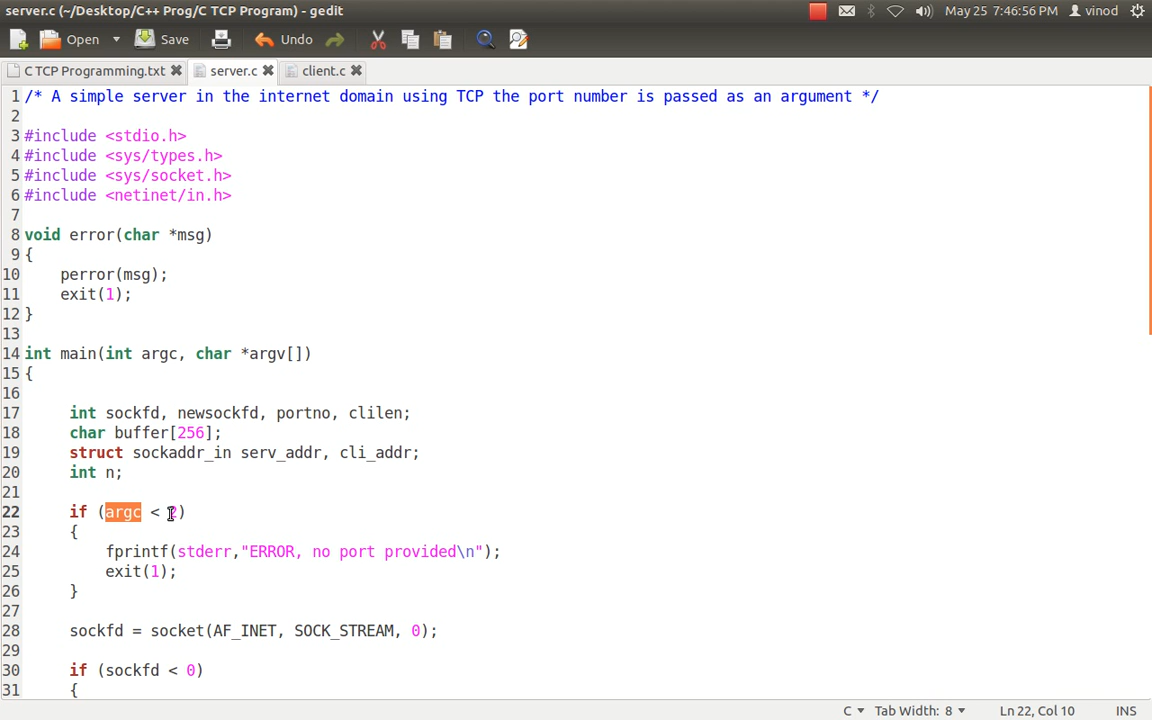 server.c (~/Desktop/C++ Prog/C TCP Program) - gedit
May 25 7:46:56 PM vinod
Open Save Undo
C TCP Programming.txt server.c client.c
1 /* A simple server in the internet domain using TCP the port number is passed as an argument */
2
3 #include <stdio.h>
4 #include <sys/types.h>
5 #include <sys/socket.h>
6 #include <netinet/in.h>
7
8 void error(char *msg)
9 {
10 perror(msg);
11 exit(1);
12 }
13
14 int main(int argc, char *argv[])
15 {
16
17 int sockfd, newsockfd, portno, clilen;
18 char buffer[256];
19 struct sockaddr_in serv_addr, cli_addr;
20 int n;
21
22 if (argc < 2)
23 {
24 fprintf(stderr,"ERROR, no port provided\n");
25 exit(1);
26 }
27
28 sockfd = socket(AF_INET, SOCK_STREAM, 0);
29
30 if (sockfd < 0)
31 {
C Tab Width: 8 Ln 22, Col 10 INS